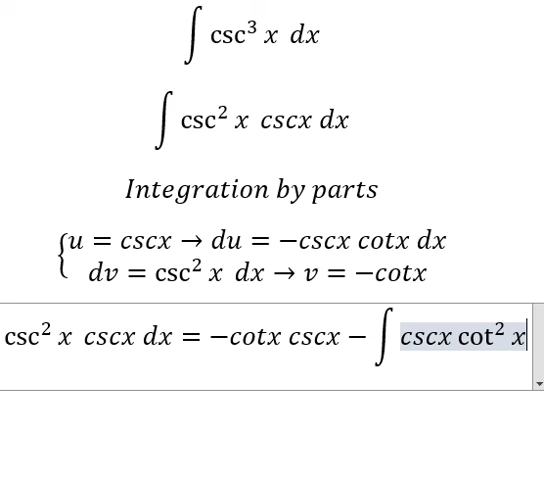 ∫ csc³ x dx
∫ csc² x cscx dx
Integration by parts
{u = cscx → du = −cscx cotx dx
dv = csc² x dx → v = −cotx
csc² x cscx dx = −cotx cscx − ∫ cscx cot² x